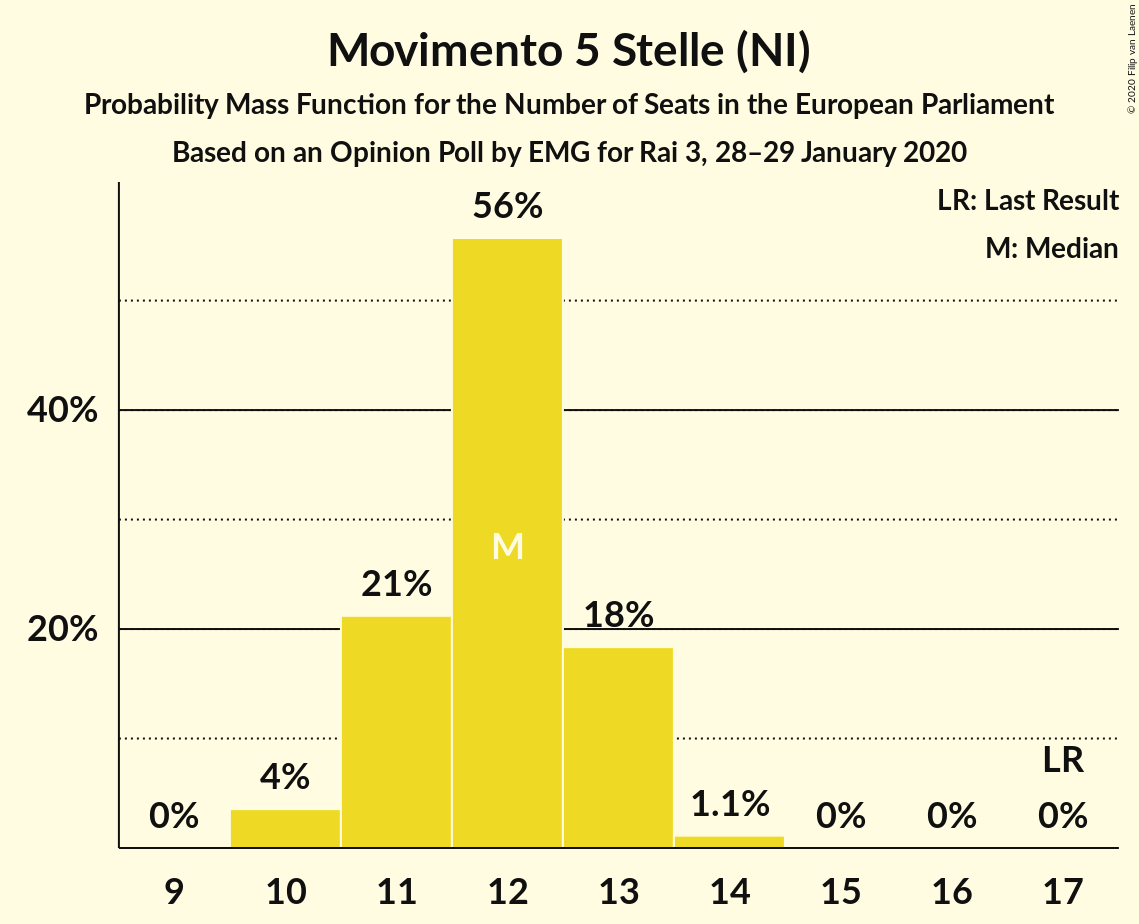 Movimento 5 Stelle (NI)
Probability Mass Function for the Number of Seats in the European Parliament
Based on an Opinion Poll by EMG for Rai 3, 28–29 January 2020
© 2020 Filip van Laenen
LR: Last Result
M: Median
56%
40%
M
21%
18%
20%
LR
4%
1.1%
0%
0%
0%
0%
9 10 11 12 13 14 15 16 17